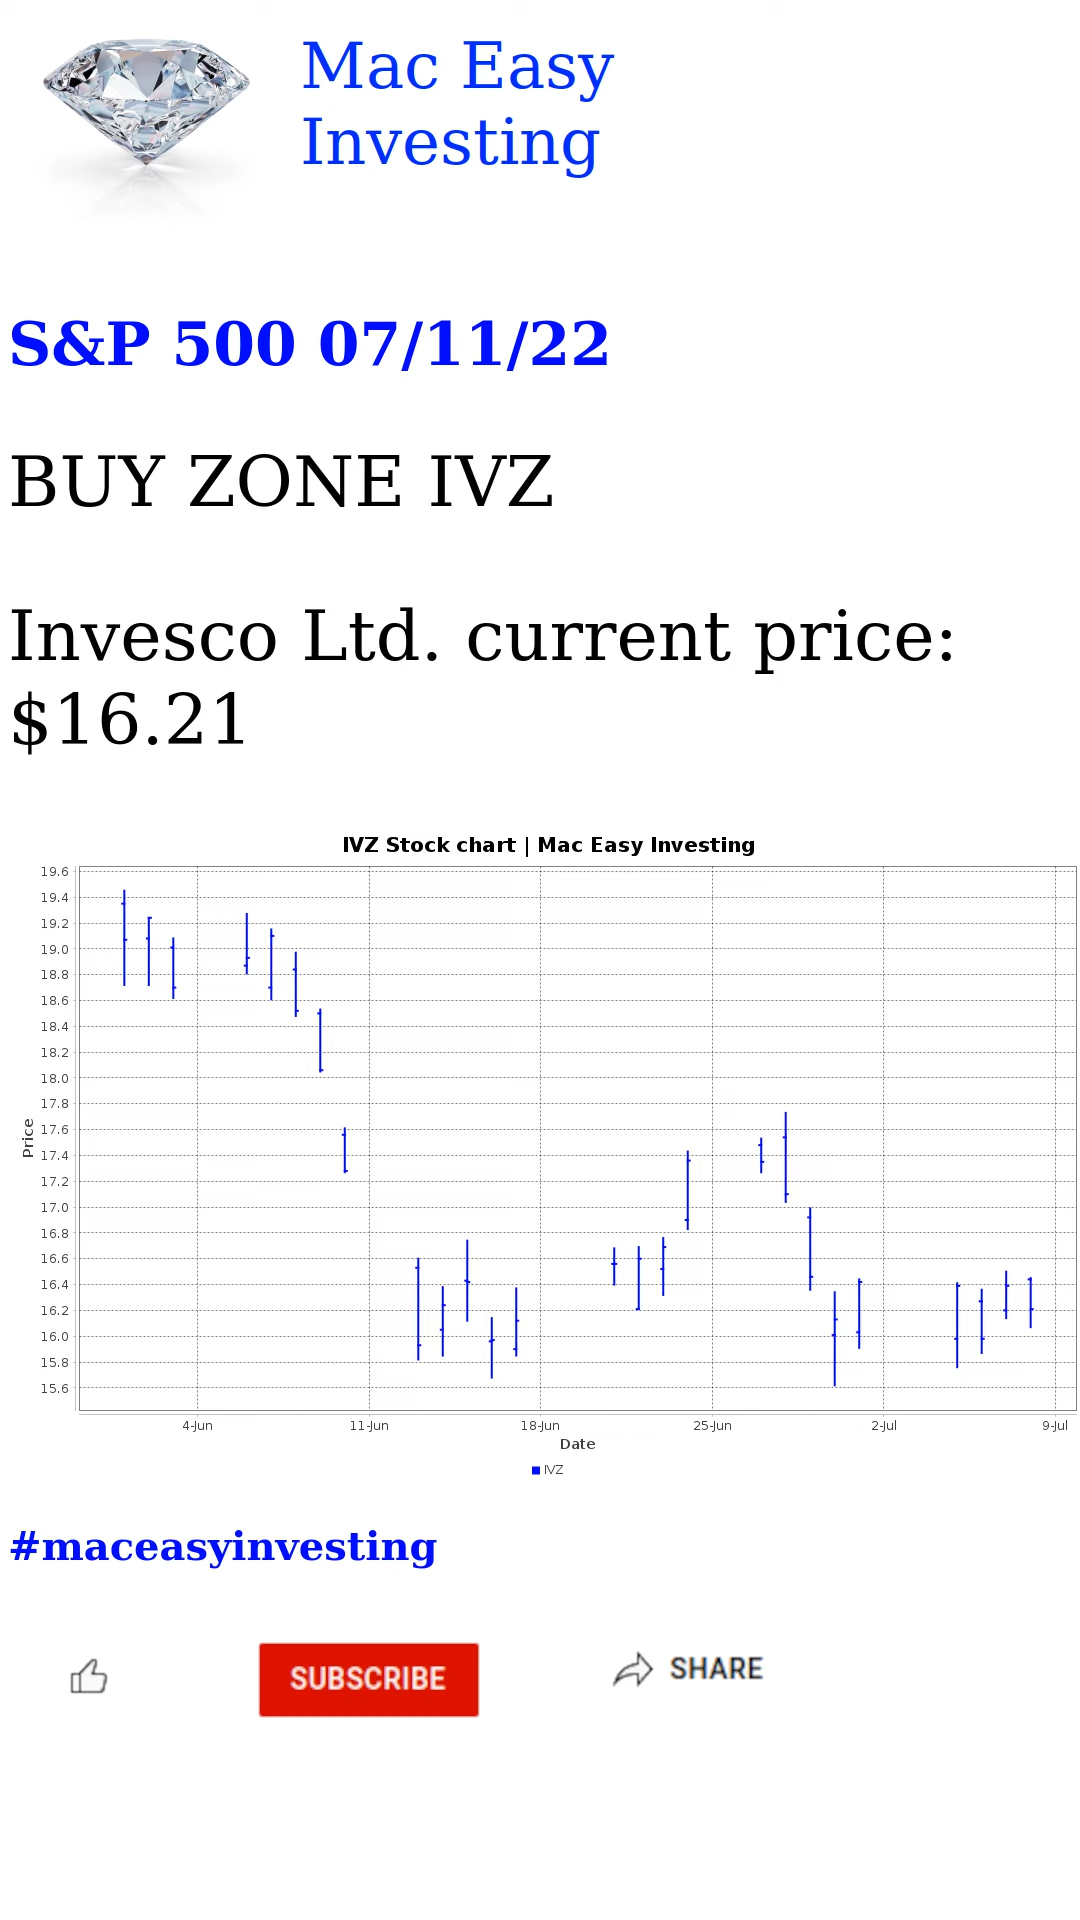 Mac Easy
Investing
S&P 500 07/11/22
BUY ZONE IVZ
Invesco Ltd. current price:
$16.21
IVZ Stock chart | Mac Easy Investing
19.6
19.4
19.2
19.0
18.8
18.6
18.4
18.2
18.0
17.8
17.6
17.4
17.2
17.0
16.8
16.6
16.4
16.2
16.0
15.8
15.6
Price
4-Jun 11-Jun 18-Jun 25-Jun 2-Jul 9-Jul
Date
IVZ
#maceasyinvesting
SUBSCRIBE SHARE